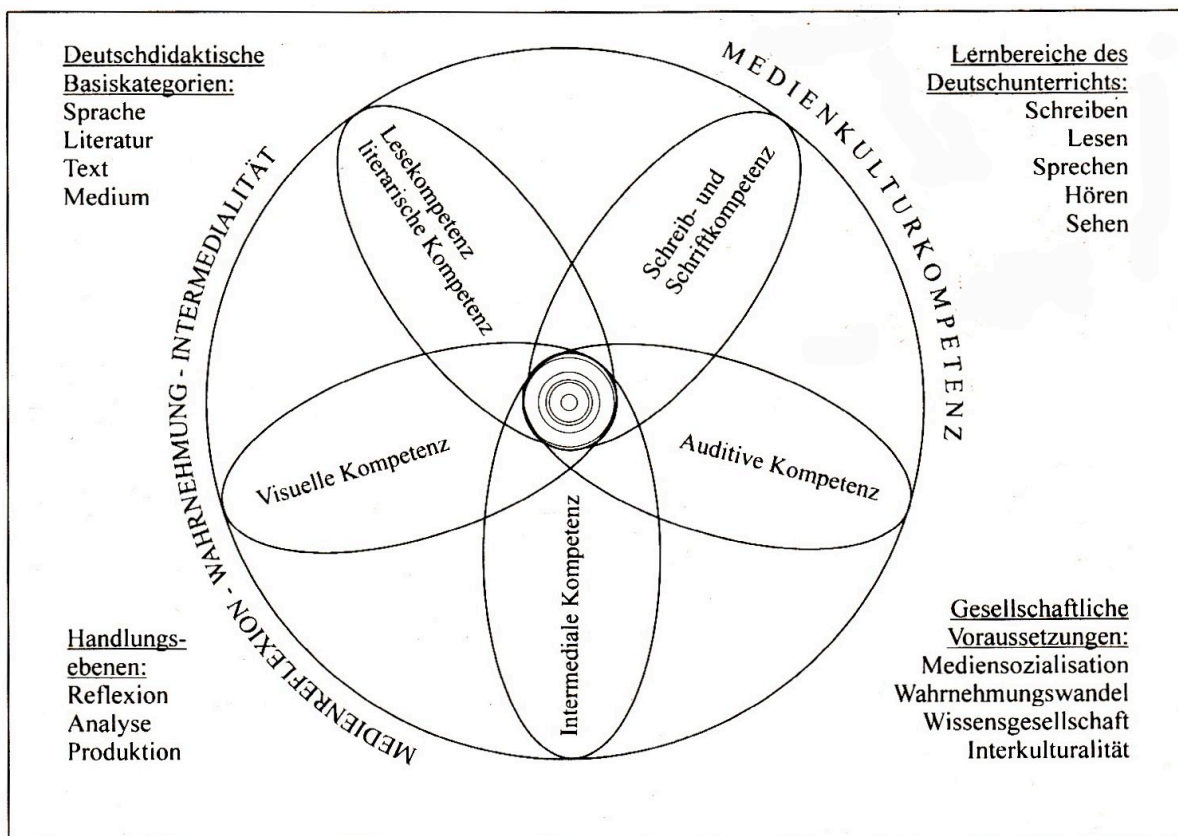 Deutschdidaktische
Basiskategorien:
Sprache
Literatur
Text
Medium
MEDIENKULTURKOMPETENZ
Lernbereiche des
Deutschunterrichts:
Schreiben
Lesen
Sprechen
Hören
Sehen
MEDIENREFLEXION - WAHRNEHMUNG - INTERMEDIALITÄT
Lesekompetenz
literarische Kompetenz
Schreib- und
Schriftkompetenz
Visuelle Kompetenz
Auditive Kompetenz
Intermediale Kompetenz
Handlungs-
ebenen:
Reflexion
Analyse
Produktion
Gesellschaftliche
Voraussetzungen:
Mediensozialisation
Wahrnehmungswandel
Wissensgesellschaft
Interkulturalität